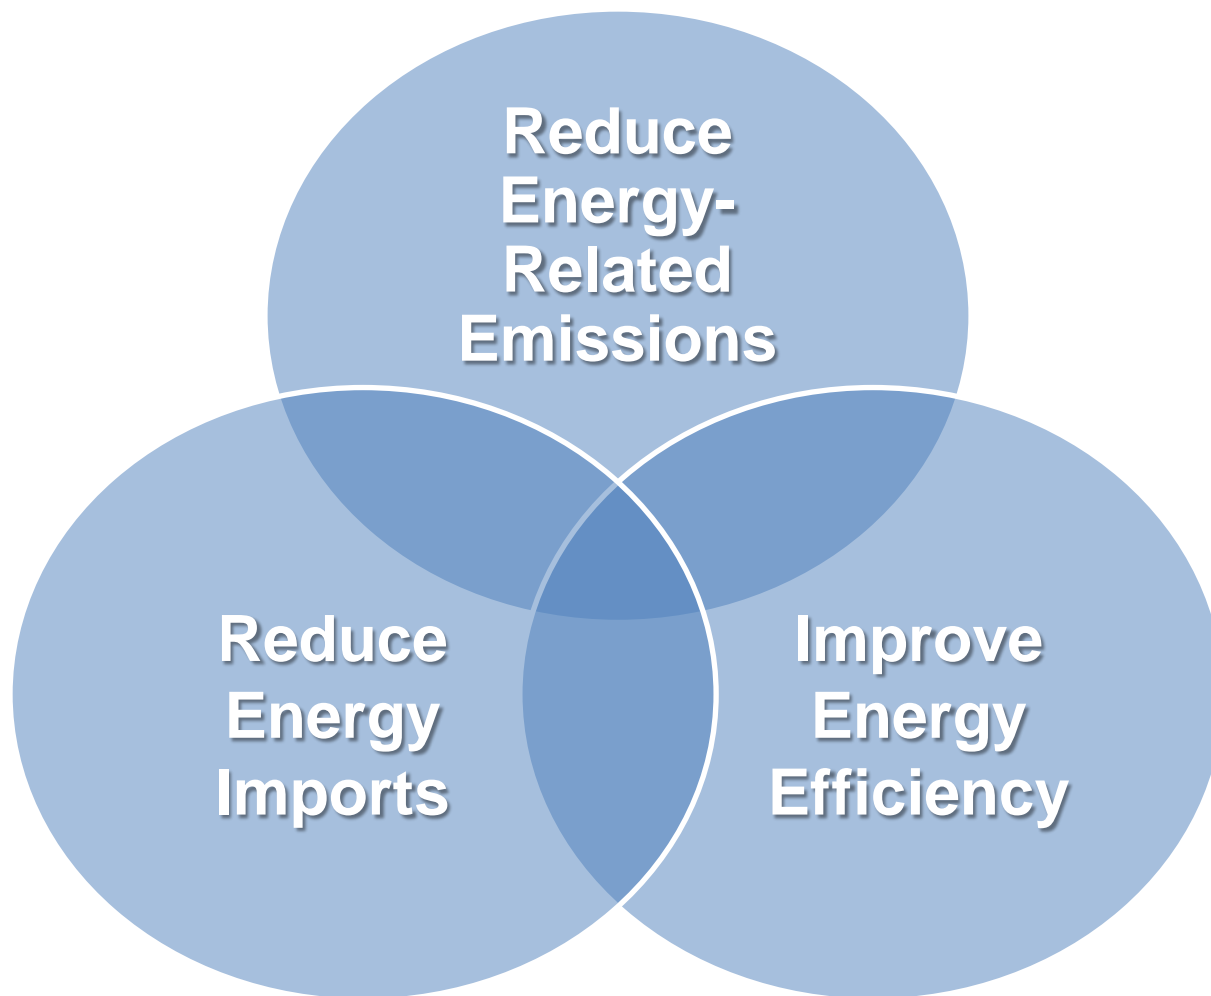 Reduce
Energy-
Related
Emissions
Reduce
Energy
Imports
Improve
Energy
Efficiency